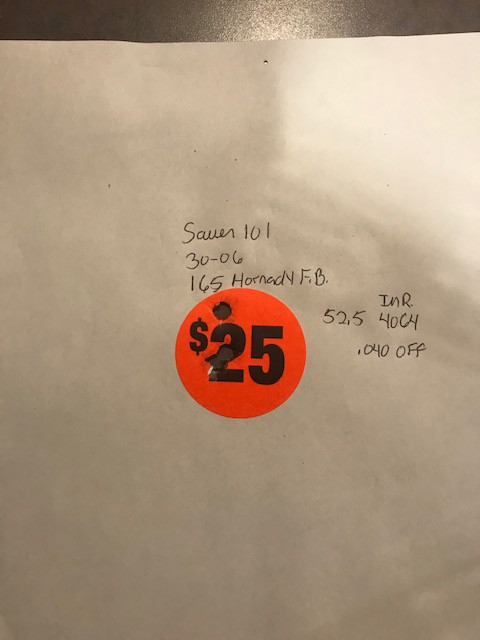 Sauer 101
30-06
165 Hornady F.B.
ImR
52.5 4064
.040 OFF
$25